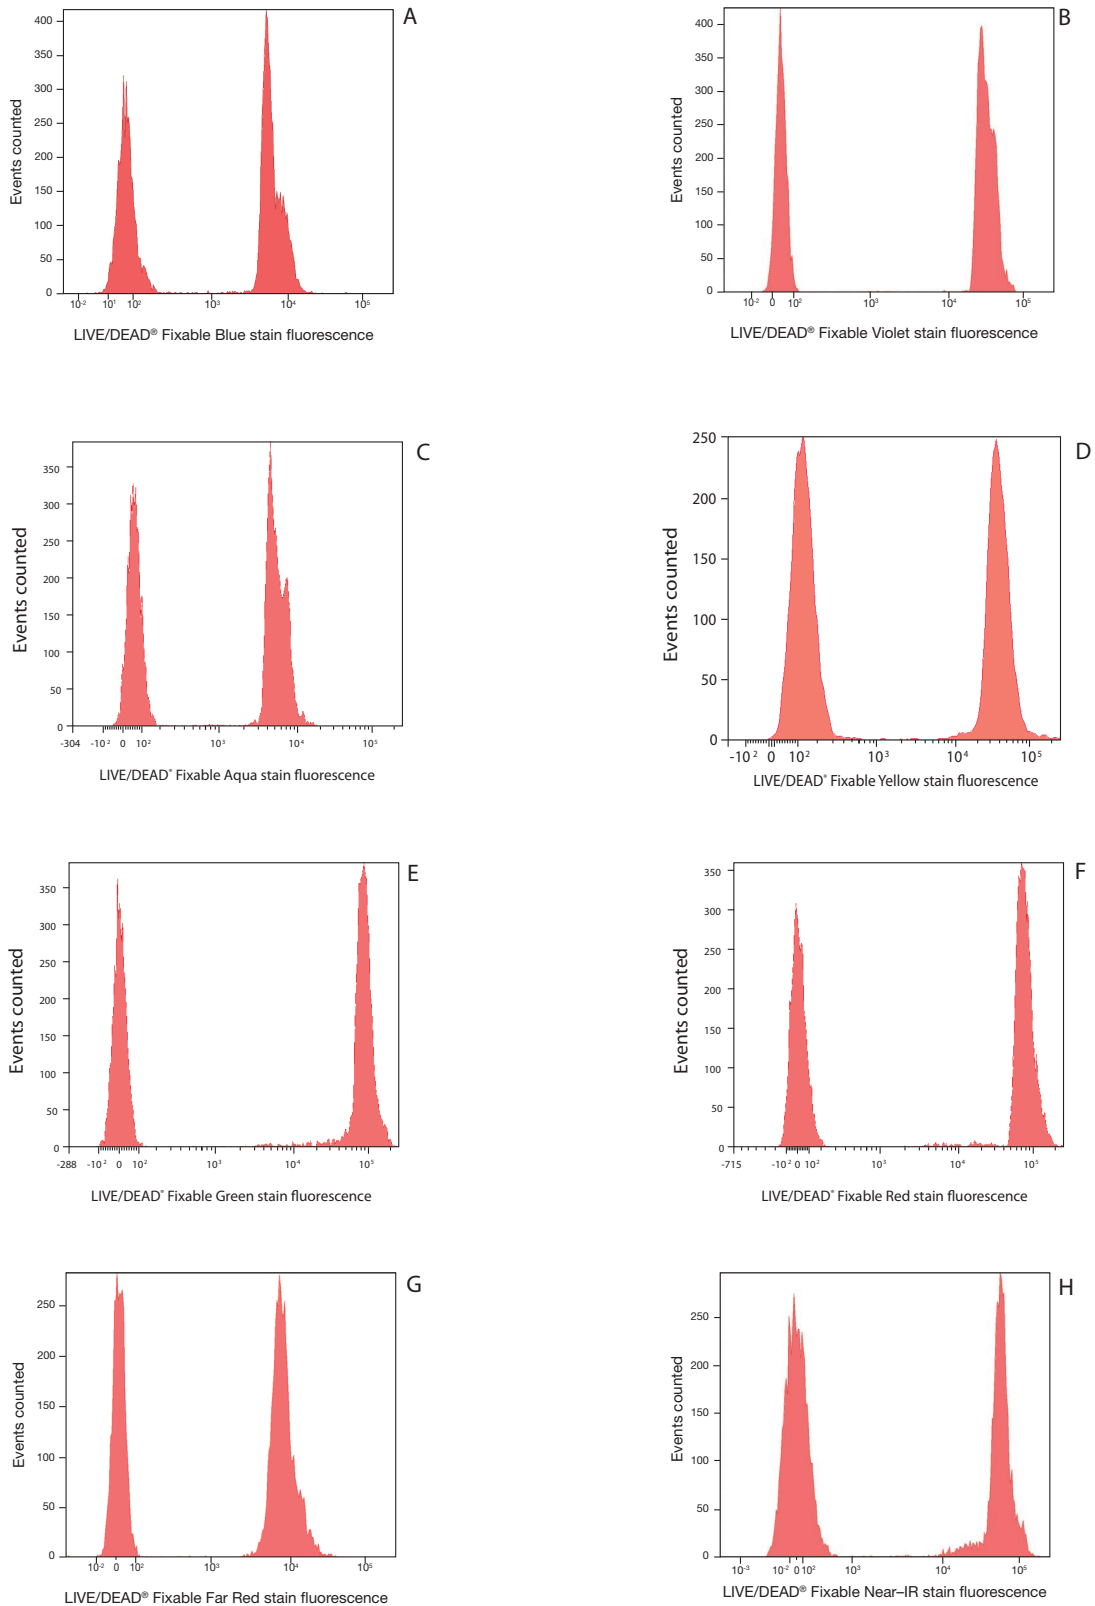 A
400
350
300
250
200
150
100
50
0
Events counted
10-2 10¹ 10² 10³ 10⁴ 10⁵
LIVE/DEAD® Fixable Blue stain fluorescence
B
400
350
300
250
200
150
100
50
0
Events counted
10-2 0 10² 10³ 10⁴ 10⁵
LIVE/DEAD® Fixable Violet stain fluorescence
C
350
300
250
200
150
100
50
0
Events counted
-304 -10² 0 10² 10³ 10⁴ 10⁵
LIVE/DEAD® Fixable Aqua stain fluorescence
D
250
200
150
100
50
0
Events counted
-10² 0 10² 10³ 10⁴ 10⁵
LIVE/DEAD® Fixable Yellow stain fluorescence
E
350
300
250
200
150
100
50
0
Events counted
-288 -10² 0 10² 10³ 10⁴ 10⁵
LIVE/DEAD® Fixable Green stain fluorescence
F
350
300
250
200
150
100
50
0
Events counted
-715 -10² 0 10² 10³ 10⁴ 10⁵
LIVE/DEAD® Fixable Red stain fluorescence
G
250
200
150
100
50
0
Events counted
10-2 0 10² 10³ 10⁴ 10⁵
LIVE/DEAD® Fixable Far Red stain fluorescence
H
250
200
150
100
50
0
Events counted
10-3 10-2 0 10² 10³ 10⁴ 10⁵
LIVE/DEAD® Fixable Near–IR stain fluorescence